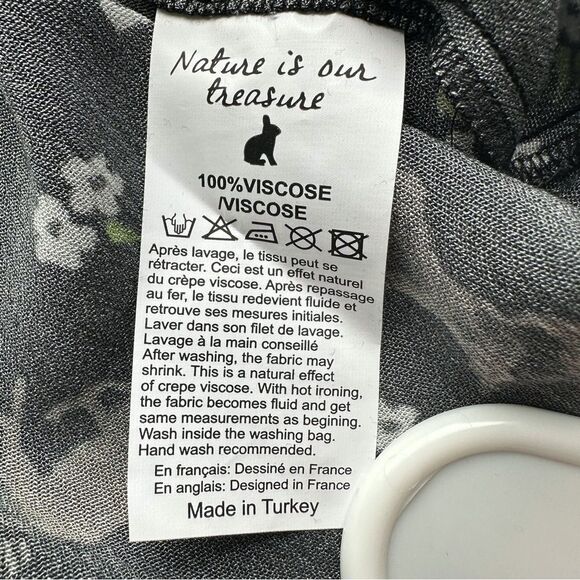 Nature is our
treasure
100%VISCOSE
/VISCOSE
Après lavage, le tissu peut se
rétracter. Ceci est un effet naturel
du crèpe viscose. Après repassage
au fer, le tissu redevient fluide et
retrouve ses mesures initiales.
Laver dans son filet de lavage.
Lavage à la main conseillé
After washing, the fabric may
shrink. This is a natural effect
of crepe viscose. With hot ironing,
the fabric becomes fluid and get
same measurements as begining.
Wash inside the washing bag.
Hand wash recommended.
En français: Dessiné en France
En anglais: Designed in France
Made in Turkey